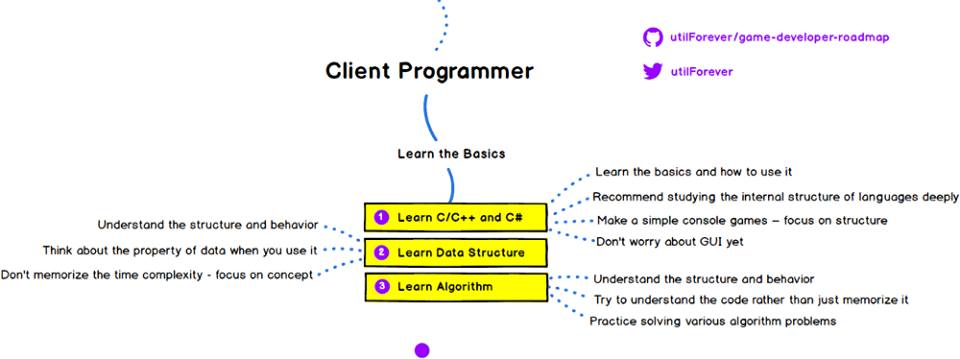 utilForever/game-developer-roadmap
Client Programmer
utilForever
Learn the Basics
Learn the basics and how to use it
Recommend studying the internal structure of languages deeply
1 Learn C/C++ and C#
Make a simple console games – focus on structure
Understand the structure and behavior
Don't worry about GUI yet
Think about the property of data when you use it
2 Learn Data Structure
Don't memorize the time complexity - focus on concept
Understand the structure and behavior
3 Learn Algorithm
Try to understand the code rather than just memorize it
Practice solving various algorithm problems